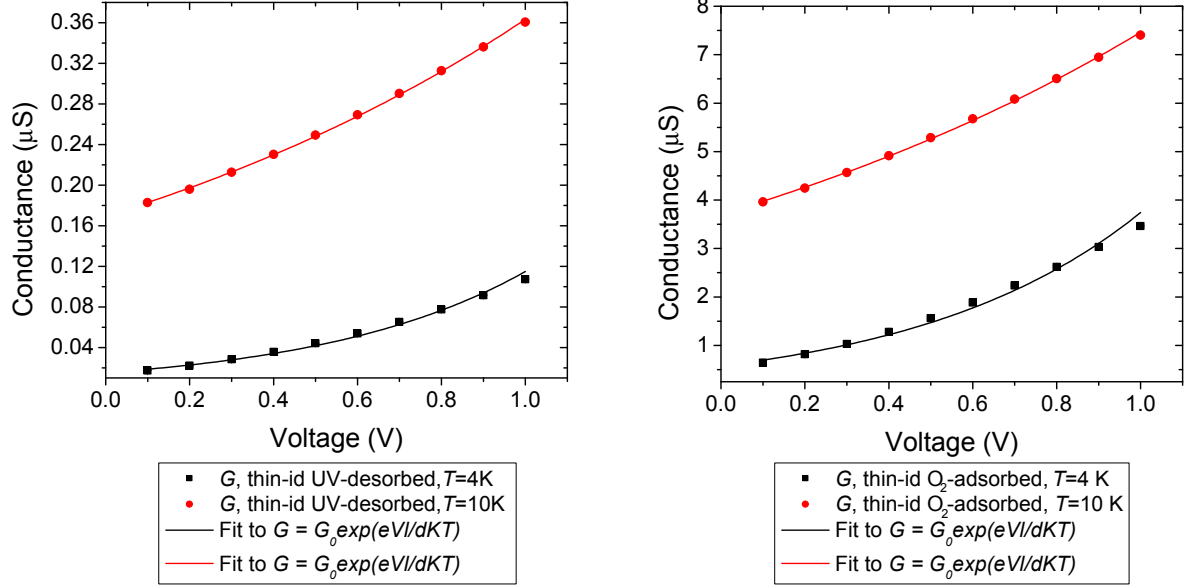 0.36
0.32
0.28
0.24
0.20
0.16
0.12
0.08
0.04
Conductance (μS)
0.0 0.2 0.4 0.6 0.8 1.0
Voltage (V)
G, thin-id UV-desorbed, T=4K
G, thin-id UV-desorbed, T=10K
Fit to G = G0exp(eVl/dKT)
Fit to G = G0exp(eVl/dKT)
8
7
6
5
4
3
2
1
Conductance (μS)
0.0 0.2 0.4 0.6 0.8 1.0
Voltage (V)
G, thin-id O2-adsorbed, T=4 K
G, thin-id O2-adsorbed, T=10 K
Fit to G = G0exp(eVl/dKT)
Fit to G = G0exp(eVl/dKT)